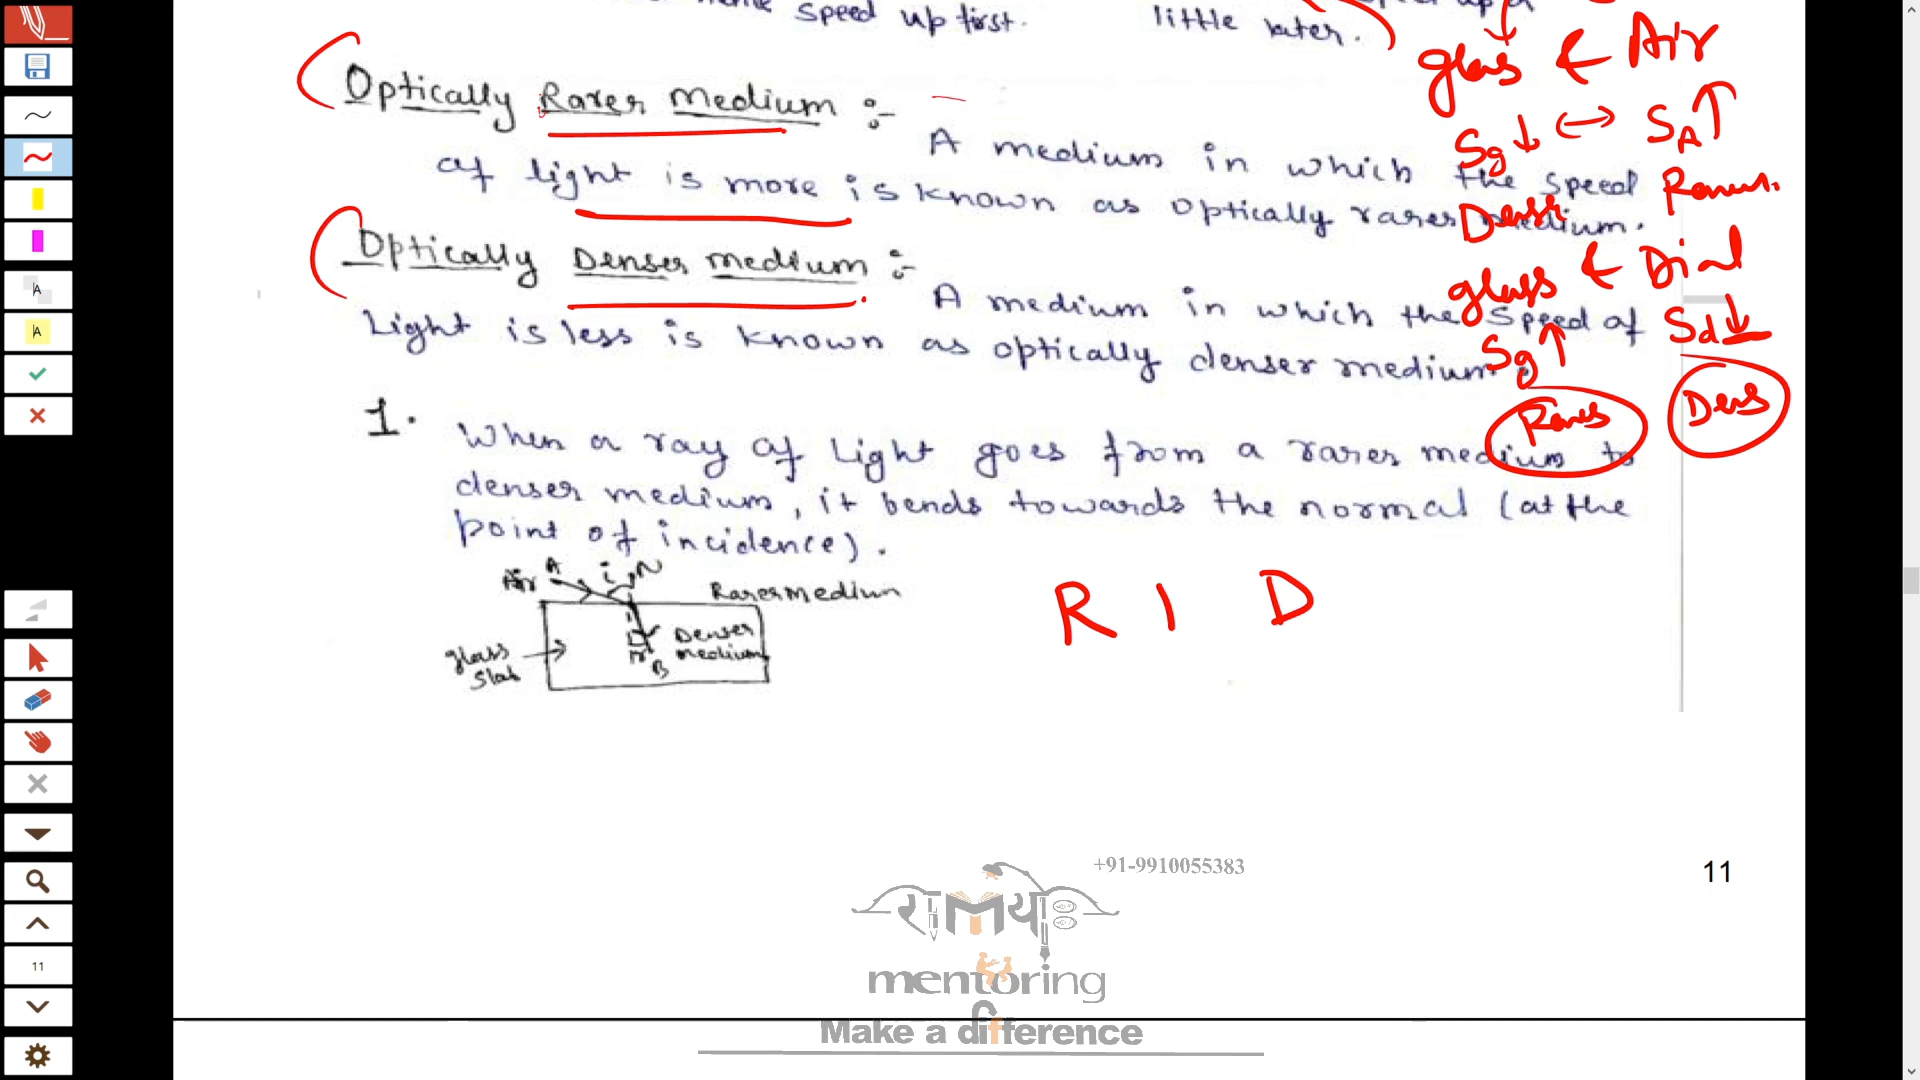 speed up first. little later.
Optically Rarer Medium :-
A medium in which the speed
of light is more is known as optically rarer medium.
Optically Denser medium :-
A medium in which the speed of
Light is less is known as optically denser medium.
1.
When a ray of light goes from a rarer medium to
denser medium, it bends towards the normal (at the
point of incidence).
Air A i N
Rarer medium
Denser
medium
glass
slab
r B
glass & Air
Sg ↓ ↔ SA ↑
Denser Rarer.
glass &
Sg ↑ Sd ↓
Rarer Dens
R I D
+91-9910055383
11
रामया:
mentoring
Make a difference
A
A
11